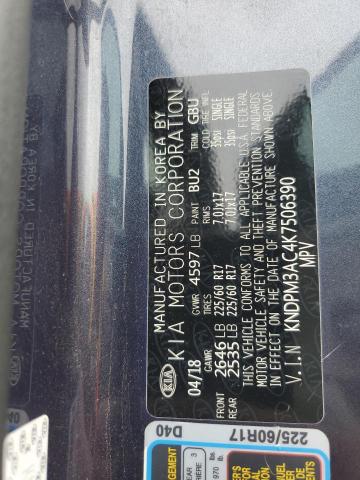 MANUFACTURED IN KOREA BY
KIA KIA MOTORS CORPORATION
04/18 GVWR 4597 LB PAINT BU2 TRIM GBU
GAWR TIRES RIMS COLD TIRE INFL.
FRONT 2646 LB 225/60 R17 7.0JX17 35psi SINGLE
REAR 2535 LB 225/60 R17 7.0JX17 35psi SINGLE
THIS VEHICLE CONFORMS TO ALL APPLICABLE U.S.A. FEDERAL
MOTOR VEHICLE SAFETY AND THEFT PREVENTION STANDARDS
IN EFFECT ON THE DATE OF MANUFACTURE SHOWN ABOVE.
V.I.N KNDPM3AC4K7506390
MPV
225/60R17
D40